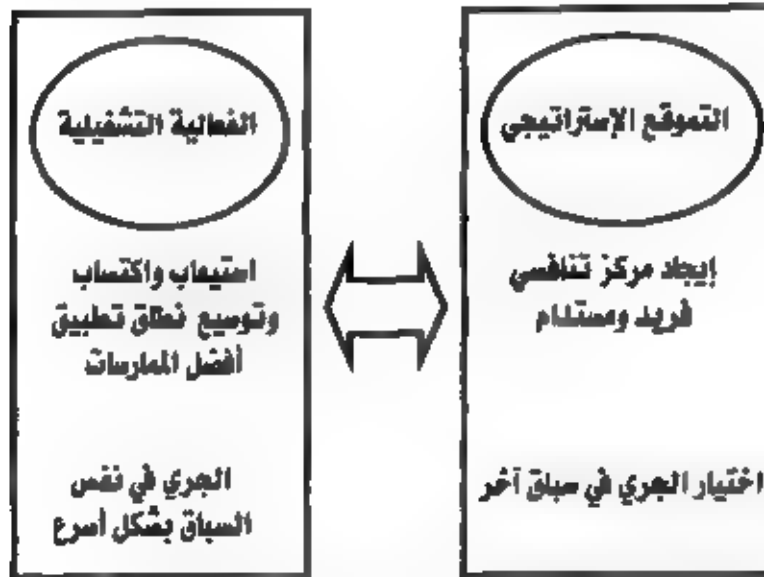 التموقع الإستراتيجي
إيجاد مركز تنافسي
فريد ومستدام
اختيار الجري في سباق آخر
الفعالية التشغيلية
استيعاب واكتساب
وتوسيع نطاق تطبيق
أفضل الممارسات
الجري في نفس
السباق بشكل أسرع